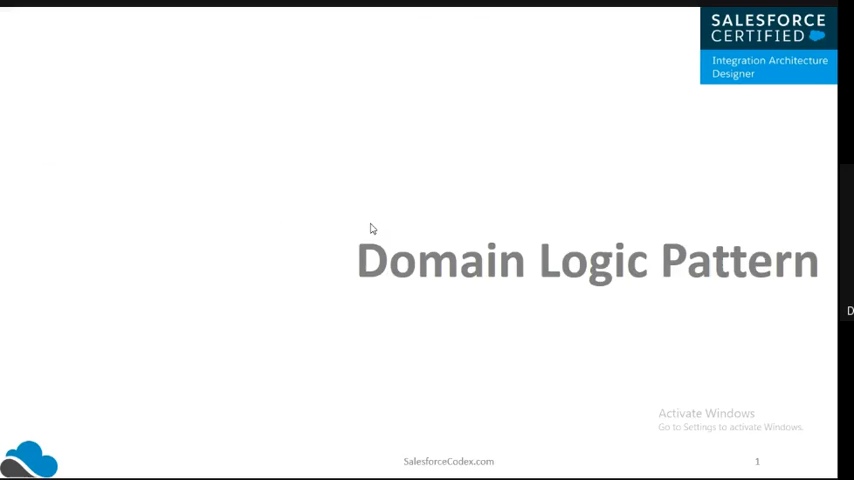 SALESFORCE
CERTIFIED
Integration Architecture
Designer
Domain Logic Pattern
D
Activate Windows
Go to Settings to activate Windows.
SalesforceCodex.com
1